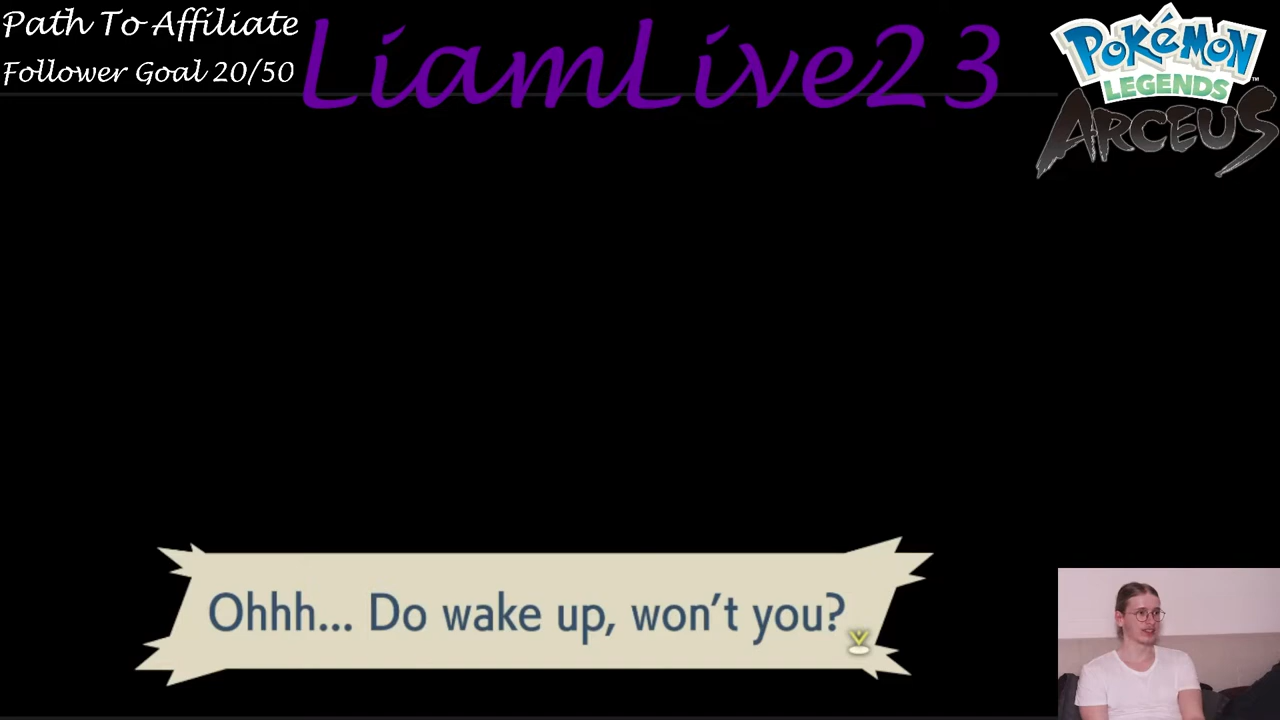 Path To Affiliate
Follower Goal 20/50
LiamLive23
POKéMON
LEGENDS
ARCEUS
Ohhh... Do wake up, won't you?